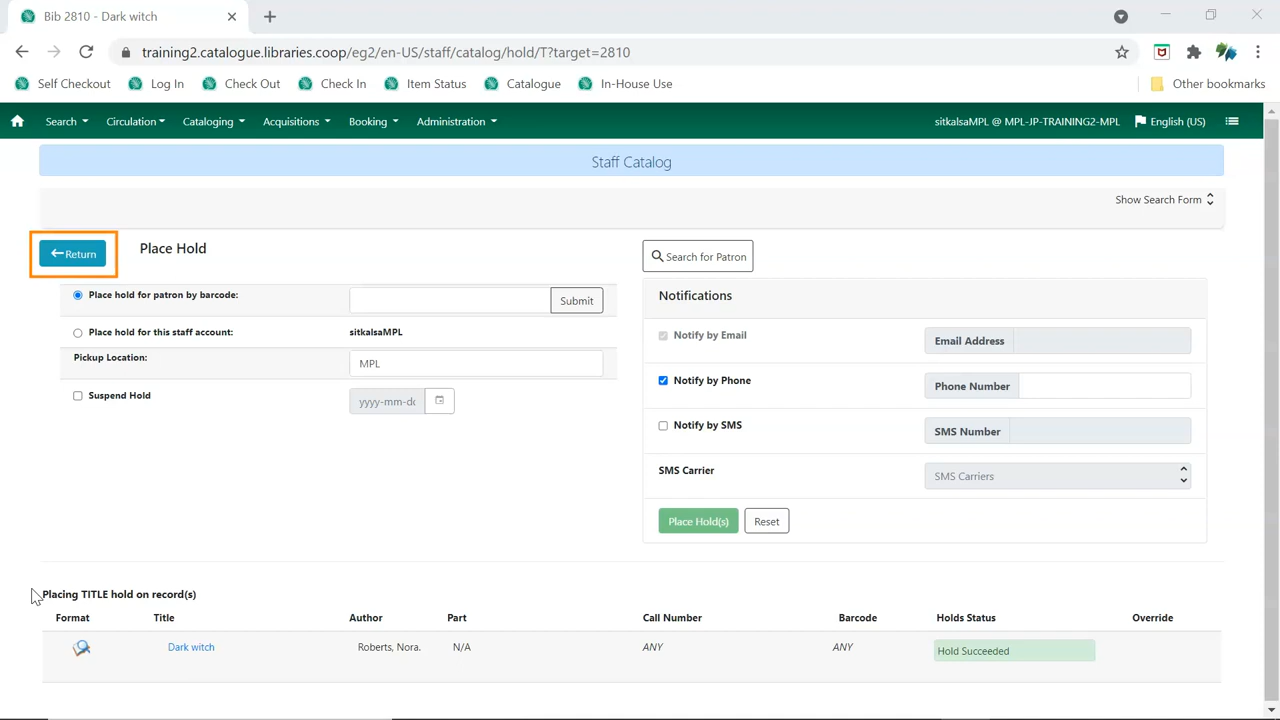 Bib 2810 - Dark witch
training2.catalogue.libraries.coop/eg2/en-US/staff/catalog/hold/T?target=2810
Self Checkout Log In Check Out Check In Item Status Catalogue In-House Use Other bookmarks
Search Circulation Cataloging Acquisitions Booking Administration sitkalsaMPL @ MPL-JP-TRAINING2-MPL English (US)
Staff Catalog
Show Search Form
Return Place Hold Search for Patron
Place hold for patron by barcode: Submit
Place hold for this staff account: sitkalsaMPL
Pickup Location: MPL
Suspend Hold yyyy-mm-dd
Notifications
Notify by Email Email Address
Notify by Phone Phone Number
Notify by SMS SMS Number
SMS Carrier SMS Carriers
Place Hold(s) Reset
Placing TITLE hold on record(s)
Format Title Author Part Call Number Barcode Holds Status Override
Dark witch Roberts, Nora. N/A ANY ANY Hold Succeeded